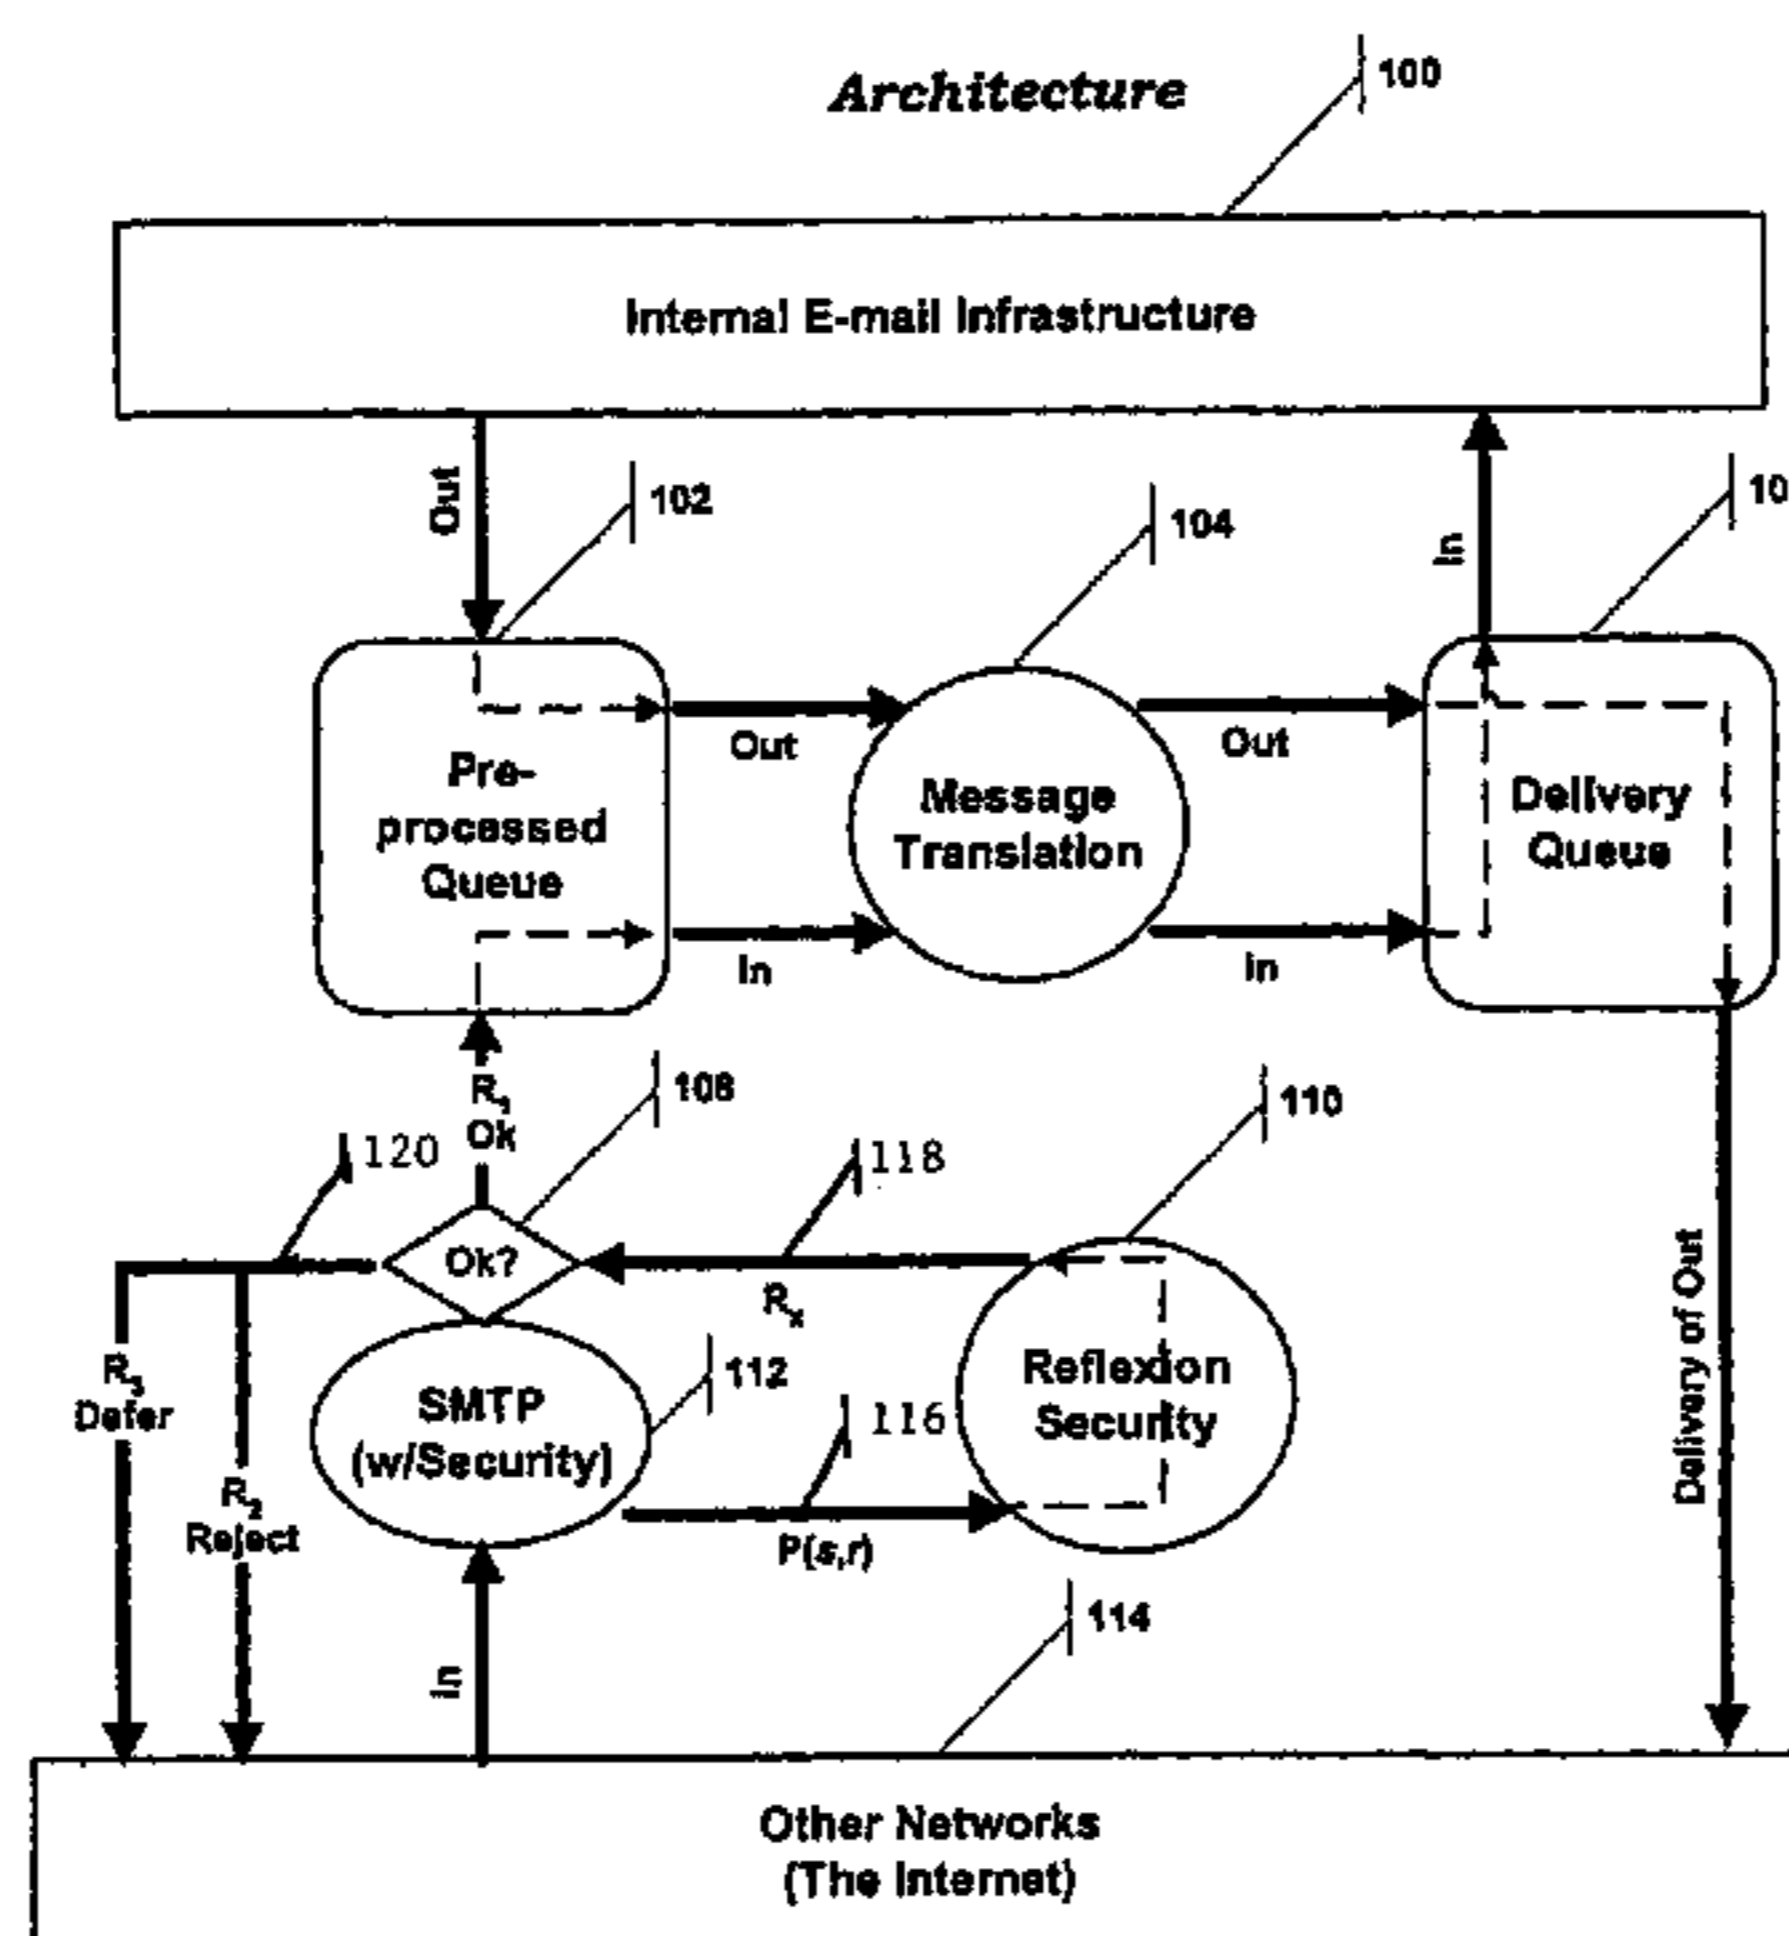 Architecture
100
Internal E-mail Infrastructure
Out
102
104
In
10
Out
Out
Pre-
processed
Queue
Message
Translation
Delivery
Queue
In
In
R1
Ok
108
110
120
118
Ok?
Rx
R3
Defer
SMTP
(w/Security)
112
116
Reflexion
Security
R2
Reject
P(s,r)
Delivery of Out
114
In
Other Networks
(The Internet)